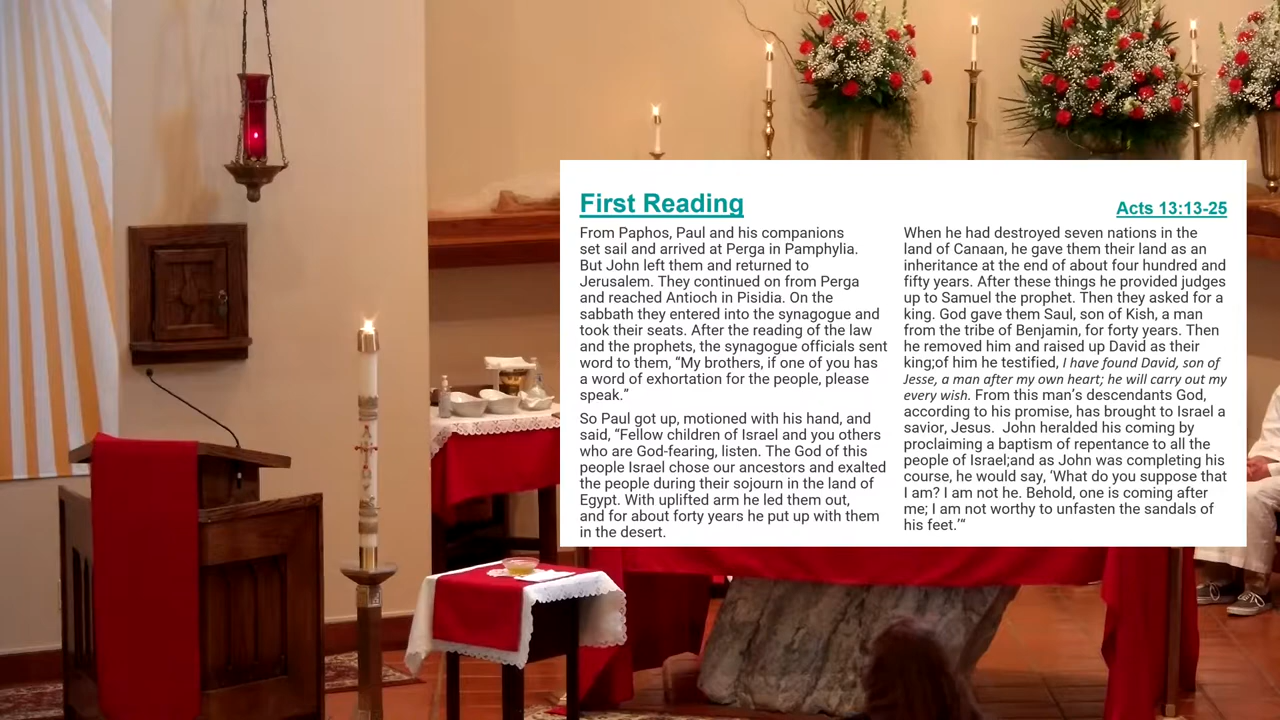 First Reading
Acts 13:13-25
From Paphos, Paul and his companions
set sail and arrived at Perga in Pamphylia.
But John left them and returned to
Jerusalem. They continued on from Perga
and reached Antioch in Pisidia. On the
sabbath they entered into the synagogue and
took their seats. After the reading of the law
and the prophets, the synagogue officials sent
word to them, “My brothers, if one of you has
a word of exhortation for the people, please
speak.”
So Paul got up, motioned with his hand, and
said, “Fellow children of Israel and you others
who are God-fearing, listen. The God of this
people Israel chose our ancestors and exalted
the people during their sojourn in the land of
Egypt. With uplifted arm he led them out,
and for about forty years he put up with them
in the desert.
When he had destroyed seven nations in the
land of Canaan, he gave them their land as an
inheritance at the end of about four hundred and
fifty years. After these things he provided judges
up to Samuel the prophet. Then they asked for a
king. God gave them Saul, son of Kish, a man
from the tribe of Benjamin, for forty years. Then
he removed him and raised up David as their
king;of him he testified, I have found David, son of
Jesse, a man after my own heart; he will carry out my
every wish. From this man’s descendants God,
according to his promise, has brought to Israel a
savior, Jesus.  John heralded his coming by
proclaiming a baptism of repentance to all the
people of Israel;and as John was completing his
course, he would say, ‘What do you suppose that
I am? I am not he. Behold, one is coming after
me; I am not worthy to unfasten the sandals of
his feet.’“